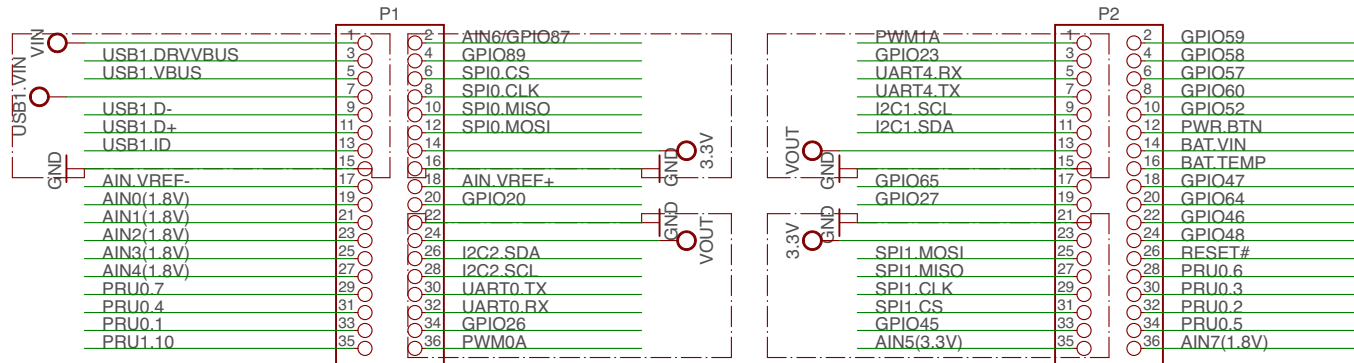 P1 P2
VIN 1 2 AIN6/GPIO87 PWM1A 1 2 GPIO59
USB1.DRVVBUS 3 4 GPIO89 GPIO23 3 4 GPIO58
USB1.VBUS 5 6 SPI0.CS UART4.RX 5 6 GPIO57
USB1.VIN 7 8 SPI0.CLK UART4.TX 7 8 GPIO60
USB1.D- 9 10 SPI0.MISO I2C1.SCL 9 10 GPIO52
USB1.D+ 11 12 SPI0.MOSI I2C1.SDA 11 12 PWR.BTN
USB1.ID 13 14 3.3V VOUT 13 14 BAT.VIN
GND 15 16 GND GND 15 16 BAT.TEMP
AIN.VREF- 17 18 AIN.VREF+ GPIO65 17 18 GPIO47
AIN0(1.8V) 19 20 GPIO20 GPIO27 19 20 GPIO64
AIN1(1.8V) 21 22 GND GND 21 22 GPIO46
AIN2(1.8V) 23 24 VOUT 3.3V 23 24 GPIO48
AIN3(1.8V) 25 26 I2C2.SDA SPI1.MOSI 25 26 RESET#
AIN4(1.8V) 27 28 I2C2.SCL SPI1.MISO 27 28 PRU0.6
PRU0.7 29 30 UART0.TX SPI1.CLK 29 30 PRU0.3
PRU0.4 31 32 UART0.RX SPI1.CS 31 32 PRU0.2
PRU0.1 33 34 GPIO26 GPIO45 33 34 PRU0.5
PRU1.10 35 36 PWM0A AIN5(3.3V) 35 36 AIN7(1.8V)